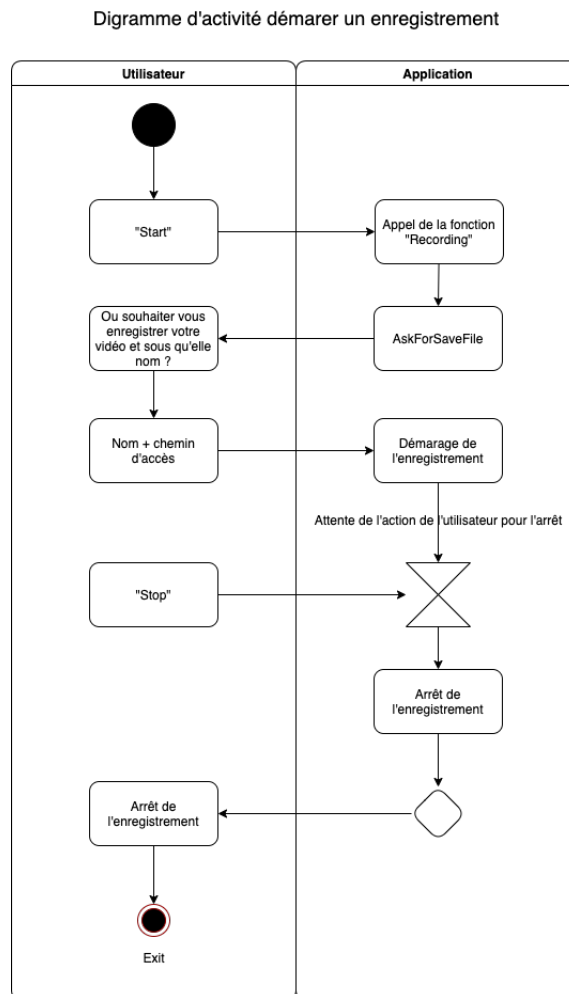 Digramme d'activité démarer un enregistrement
Utilisateur
Application
"Start"
Appel de la fonction
"Recording"
Ou souhaiter vous
enregistrer votre
vidéo et sous qu'elle
nom ?
AskForSaveFile
Nom + chemin
d'accès
Démarage de
l'enregistrement
Attente de l'action de l'utilisateur pour l'arrêt
"Stop"
Arrêt de
l'enregistrement
Arrêt de
l'enregistrement
Exit